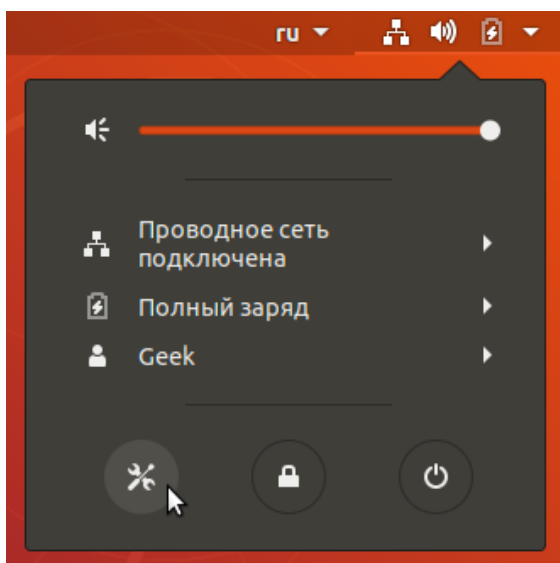 ru
Проводное сеть
подключена
Полный заряд
Geek